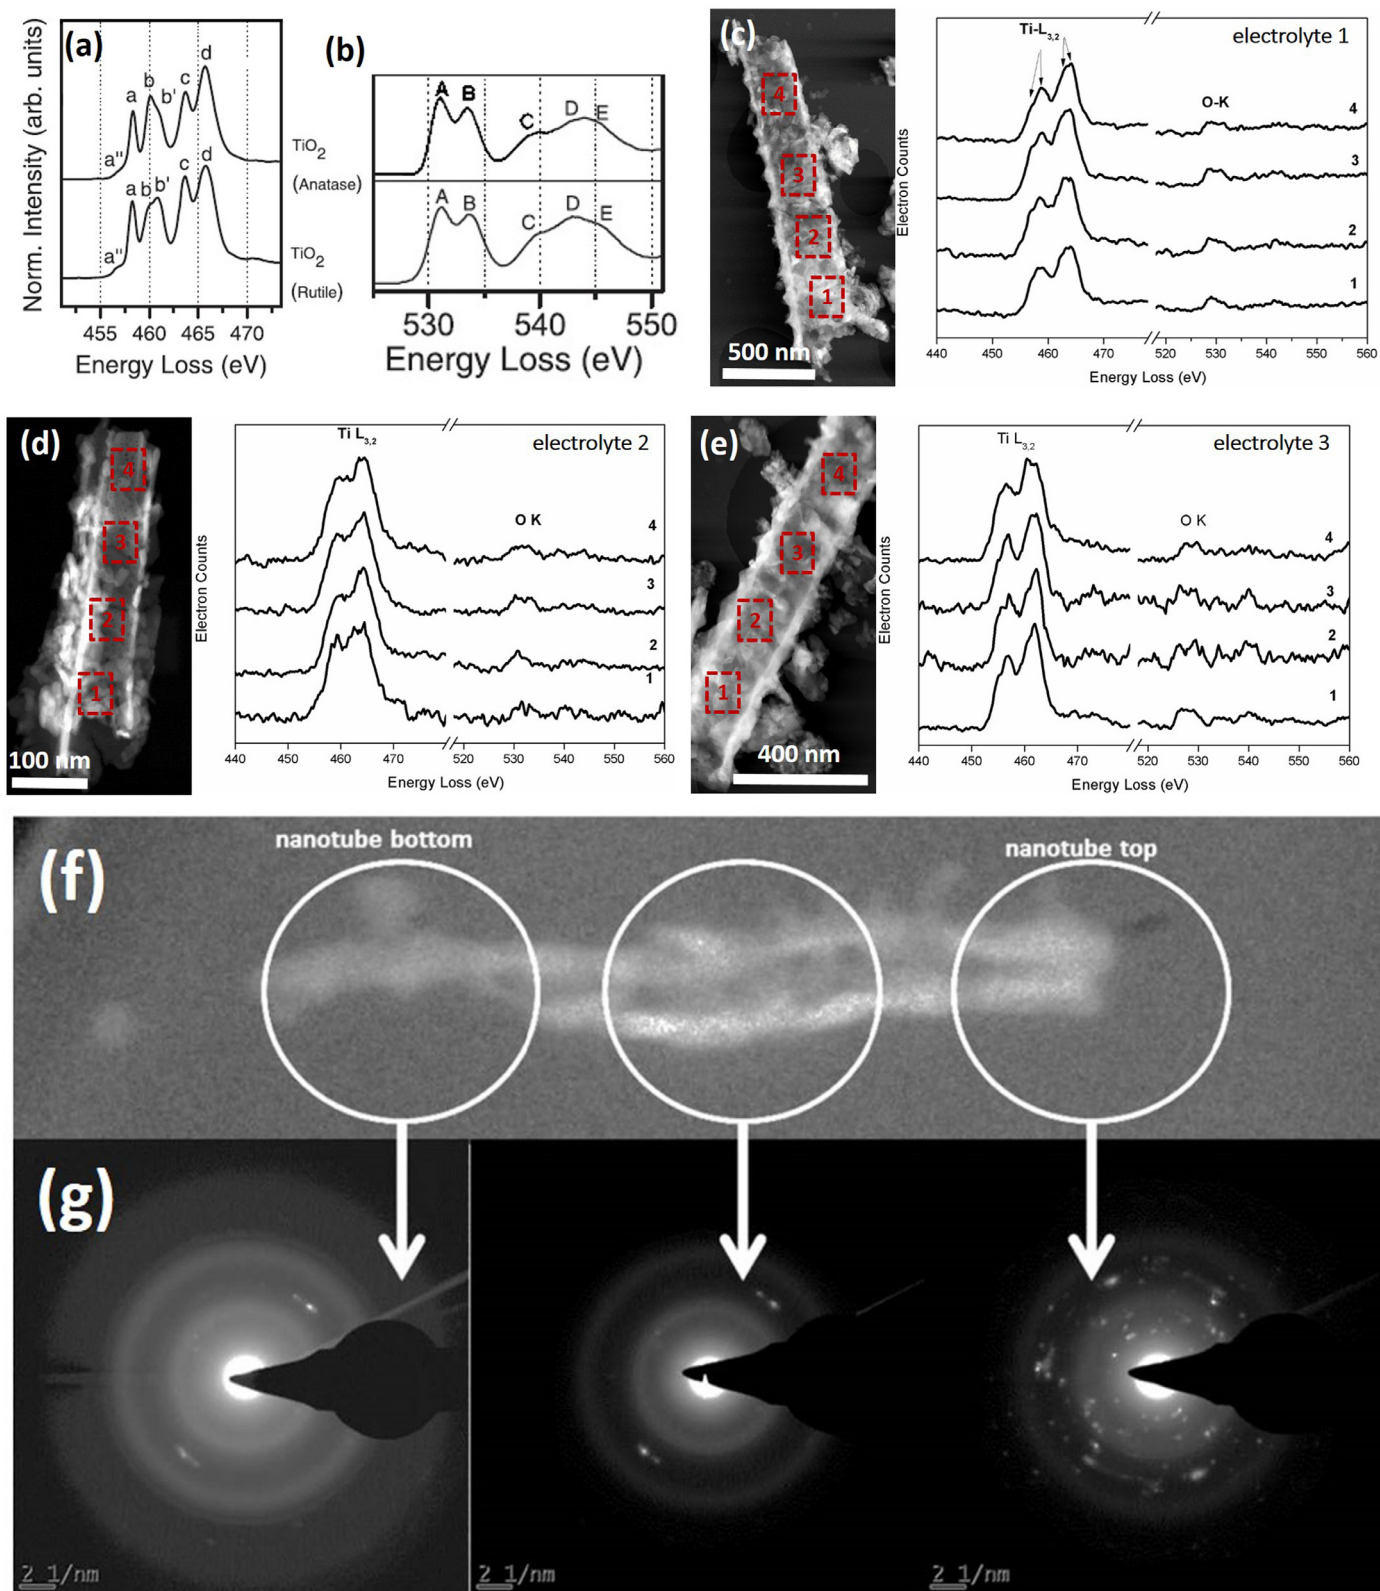 (a)
Norm. Intensity (arb. units)
a" a b b' c d
TiO2
(Anatase)
a" a b b' c d
TiO2
(Rutile)
455 460 465 470
Energy Loss (eV)
(b)
A B C D E
A B C D E
530 540 550
Energy Loss (eV)
(c)
4
3
2
1
500 nm
Electron Counts
Ti-L3,2
electrolyte 1
O-K
4
3
2
1
440 450 460 470 520 530 540 550 560
Energy Loss (eV)
(d)
4
3
2
1
100 nm
Electron Counts
Ti L3,2
electrolyte 2
O K
4
3
2
1
440 450 460 470 520 530 540 550 560
Energy Loss (eV)
(e)
4
3
2
1
400 nm
Electron Counts
Ti L3,2
electrolyte 3
O K
4
3
2
1
440 450 460 470 520 530 540 550 560
Energy Loss (eV)
(f)
nanotube bottom
nanotube top
(g)
2 1/nm
2 1/nm
2 1/nm